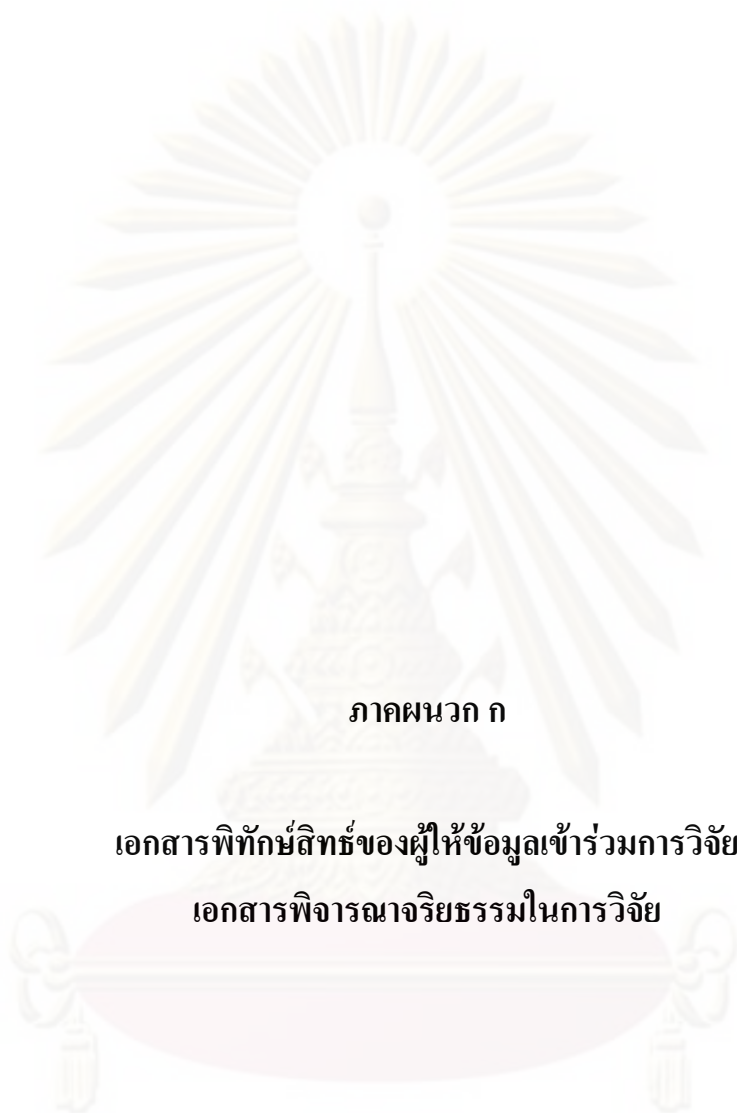 ภาคผนวก ก
เอกสารพิทักษ์สิทธ์ของผู้ให้ข้อมูลเข้าร่วมการวิจัย
เอกสารพิจารณาจริยธรรมในการวิจัย